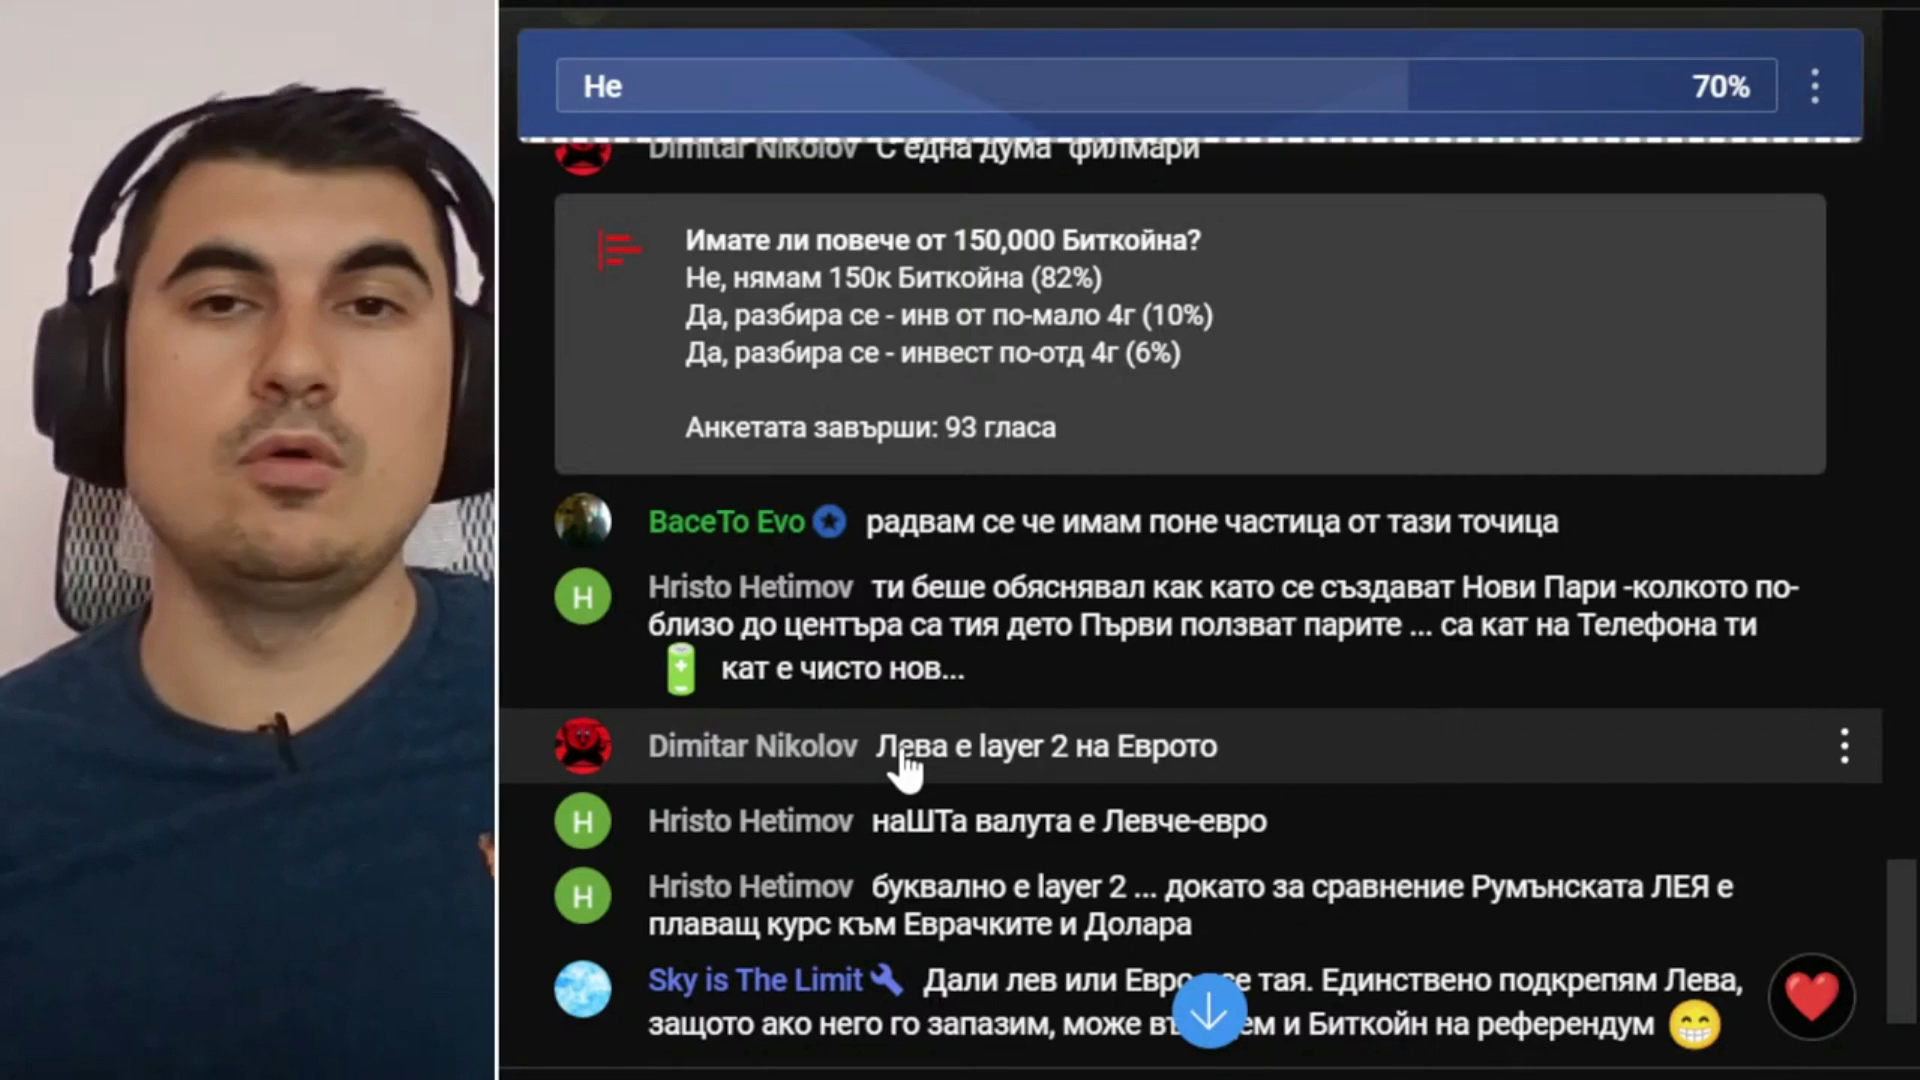 Не 70%
Dimitar Nikolov С една дума филмари
Имате ли повече от 150,000 Биткойна?
Не, нямам 150к Биткойна (82%)
Да, разбира се - инв от по-мало 4г (10%)
Да, разбира се - инвест по-отд 4г (6%)
Анкетата завърши: 93 гласа
BaceTo Evo радвам се че имам поне частица от тази точица
H Hristo Hetimov ти беше обяснявал как като се създават Нови Пари -колкото по-
близо до центъра са тия дето Първи ползват парите ... са кат на Телефона ти
кат е чисто нов...
Dimitar Nikolov Лева е layer 2 на Еврото
H Hristo Hetimov наШТа валута е Левче-евро
H Hristo Hetimov буквално е layer 2 ... докато за сравнение Румънската ЛЕЯ е
плаващ курс към Еврачките и Долара
Sky is The Limit Дали лев или Евро тая. Единствено подкрепям Лева,
защото ако него го запазим, може и Биткойн на референдум